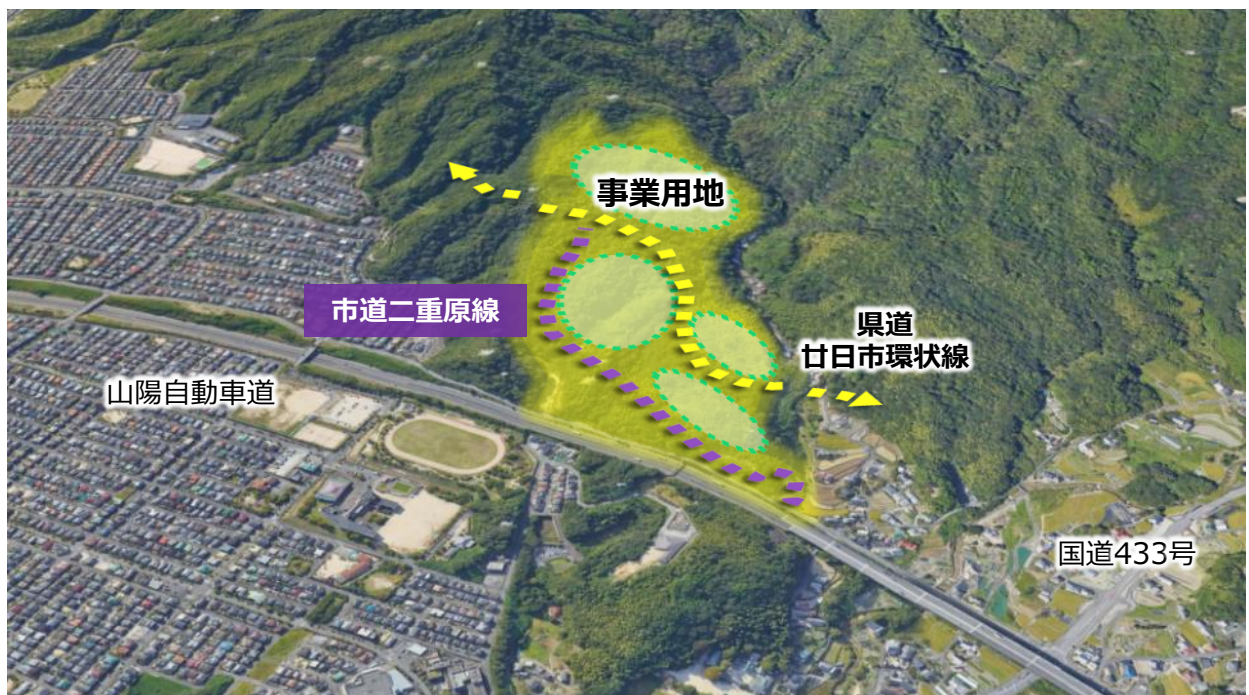 事業用地
市道二重原線
県道
廿日市環状線
山陽自動車道
国道433号